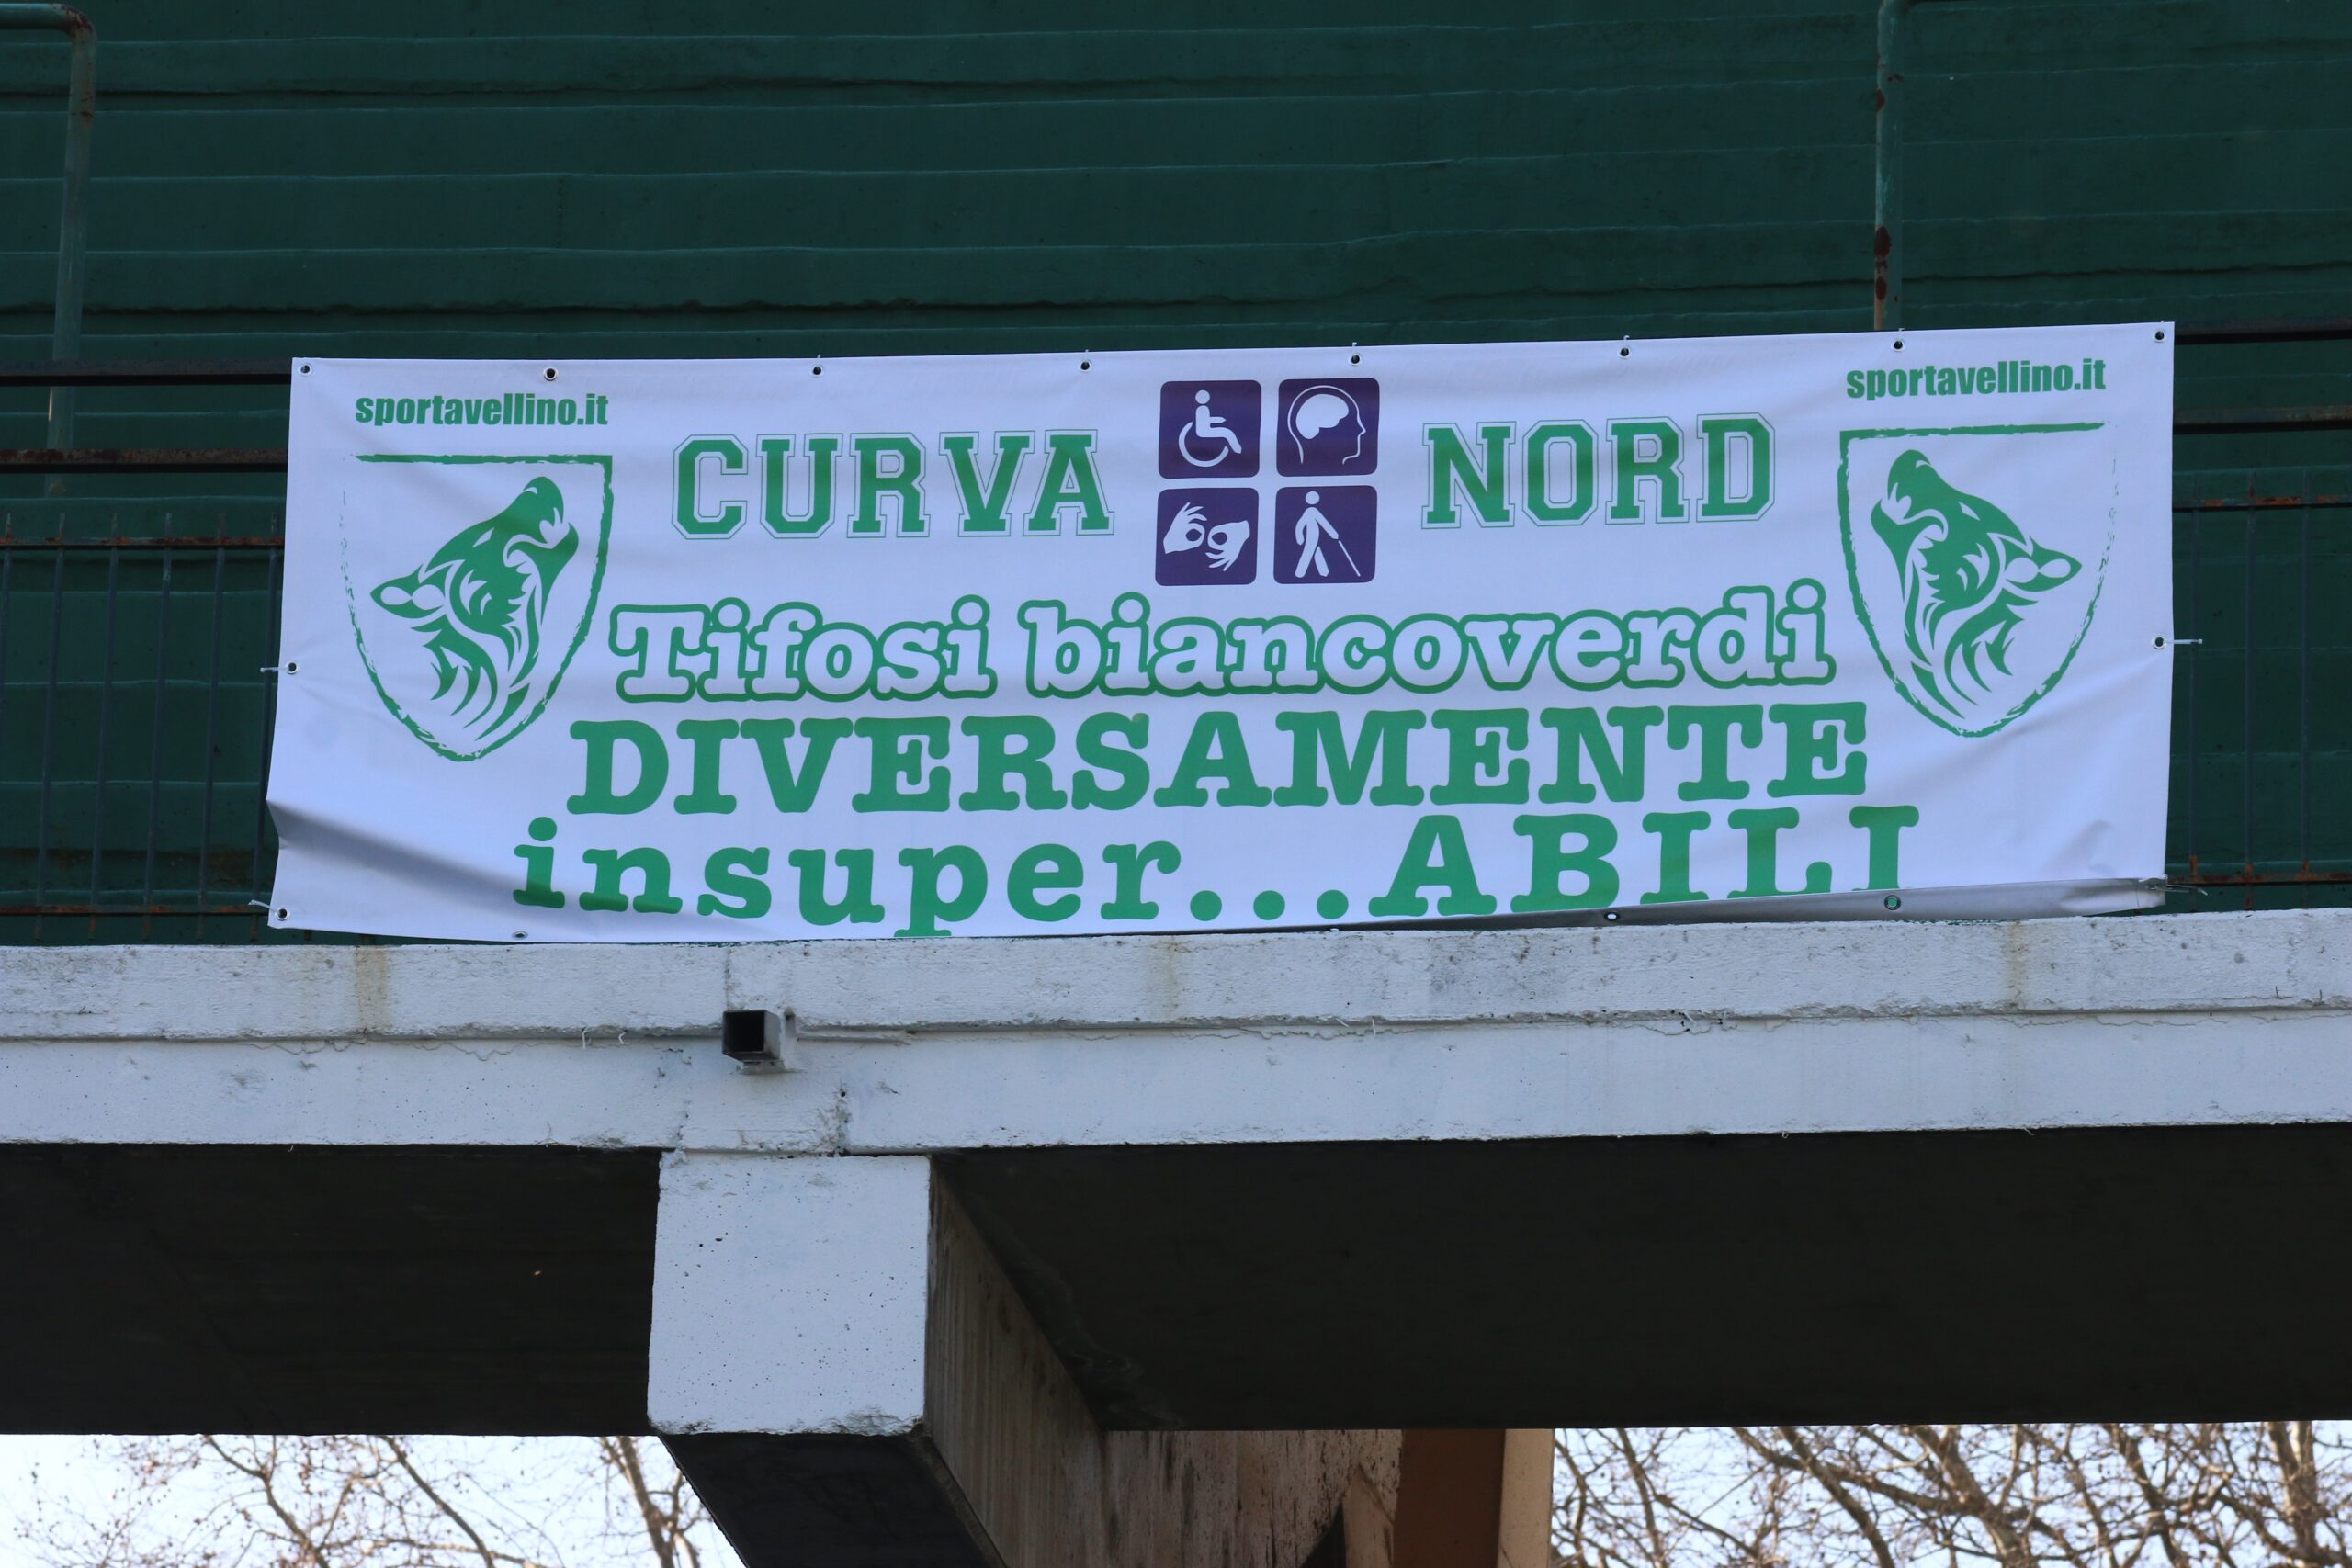 sportavellino.it
sportavellino.it
CURVA NORD
Tifosi biancoverdi
DIVERSAMENTE
insuper...ABILI